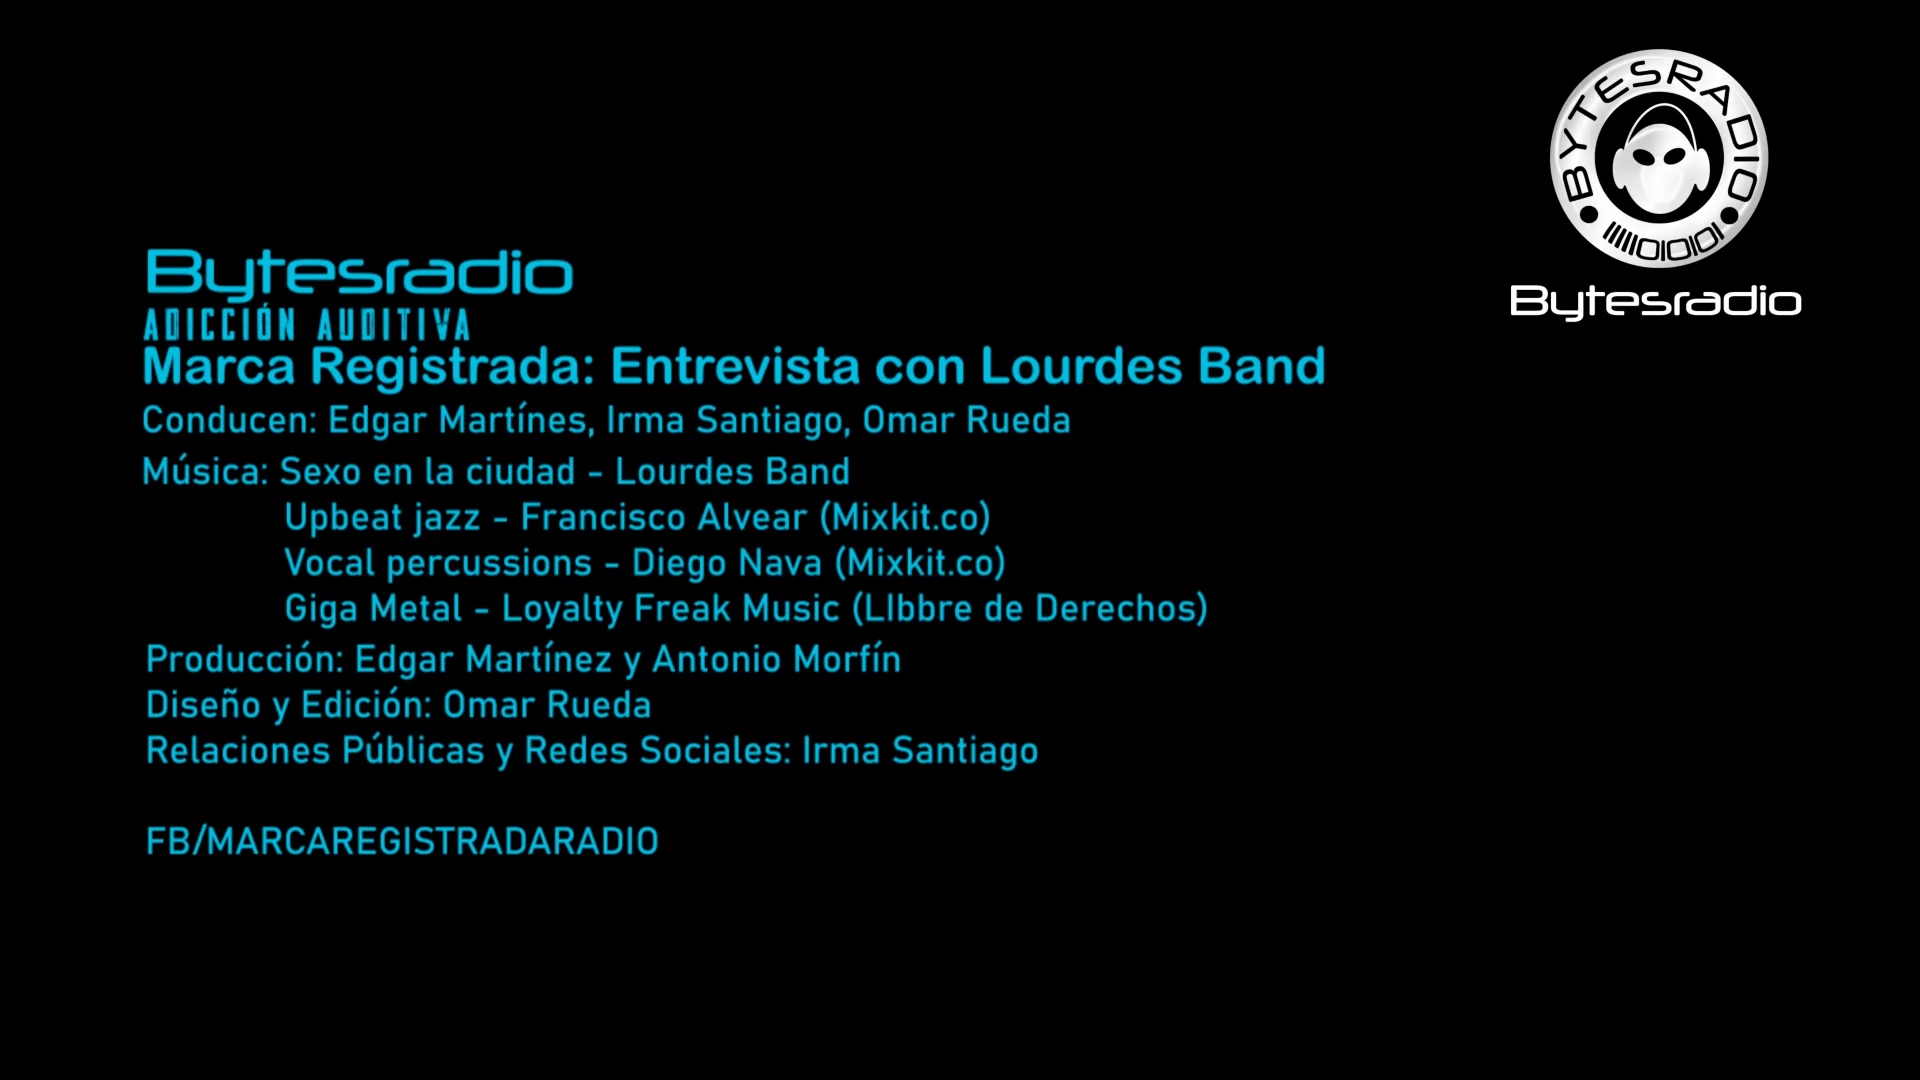 BYTESRADIO
Bytesradio
Bytesradio
ADICCIÓN AUDITIVA
Marca Registrada: Entrevista con Lourdes Band
Conducen: Edgar Martínes, Irma Santiago, Omar Rueda
Música: Sexo en la ciudad - Lourdes Band
Upbeat jazz - Francisco Alvear (Mixkit.co)
Vocal percussions - Diego Nava (Mixkit.co)
Giga Metal - Loyalty Freak Music (LIbbre de Derechos)
Producción: Edgar Martínez y Antonio Morfín
Diseño y Edición: Omar Rueda
Relaciones Públicas y Redes Sociales: Irma Santiago
FB/MARCAREGISTRADARADIO